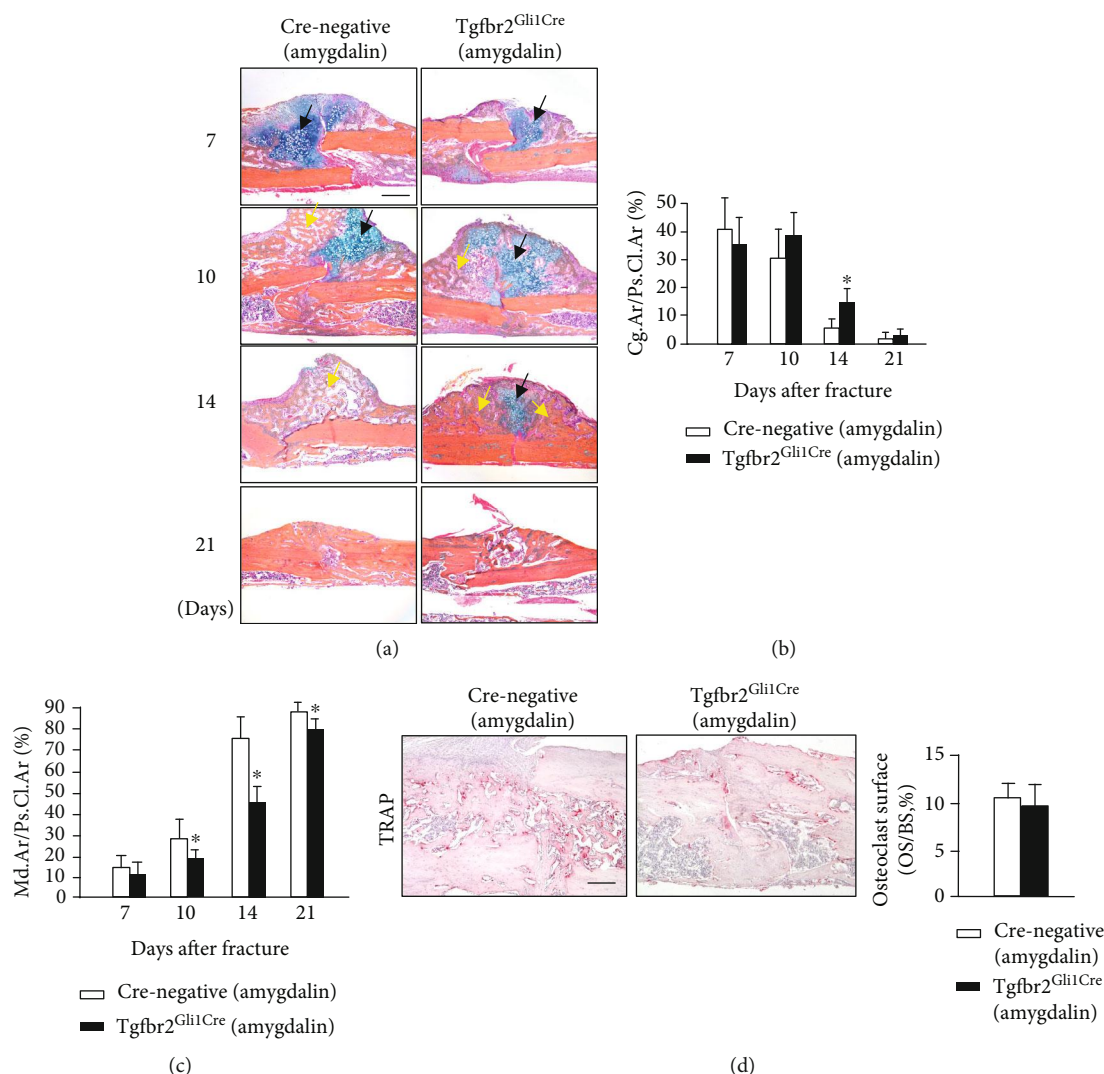 Cre-negative
(amygdalin)
Tgfbr2Gli1Cre
(amygdalin)
7
10
14
21
(Days)
(a)
Cg.Ar/Ps.Cl.Ar (%)
50
40
30
20
10
0
*
7 10 14 21
Days after fracture
Cre-negative (amygdalin)
Tgfbr2Gli1Cre (amygdalin)
(b)
Md.Ar/Ps.Cl.Ar (%)
90
80
70
60
50
40
30
20
10
0
*
*
*
7 10 14 21
Days after fracture
Cre-negative (amygdalin)
Tgfbr2Gli1Cre (amygdalin)
(c)
Cre-negative
(amygdalin)
Tgfbr2Gli1Cre
(amygdalin)
TRAP
Osteoclast surface
(OS/BS,%)
15
10
5
0
Cre-negative
(amygdalin)
Tgfbr2Gli1Cre
(amygdalin)
(d)